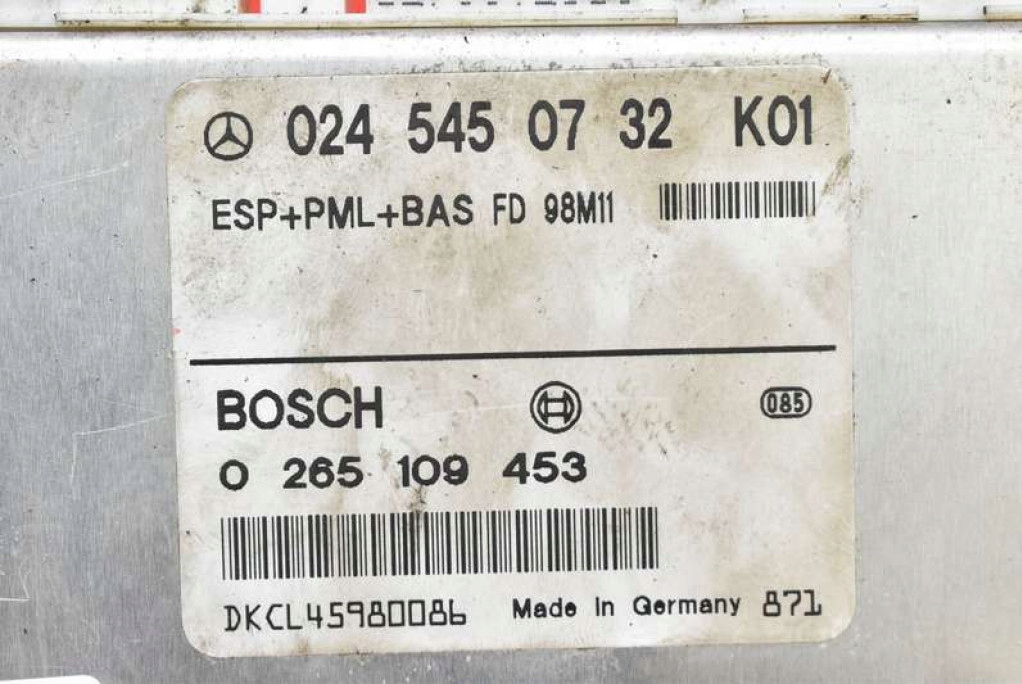 024 545 07 32 K01
ESP+PML+BAS FD 98M11
BOSCH
085
0 265 109 453
DKCL45980086 Made in Germany 871